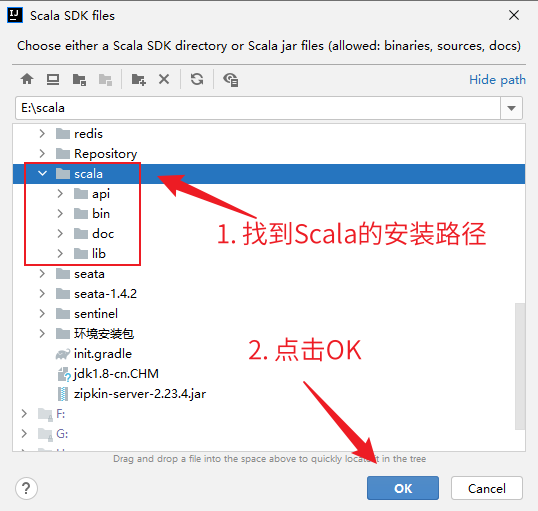 Scala SDK files
Choose either a Scala SDK directory or Scala jar files (allowed: binaries, sources, docs)
Hide path
E:\scala
redis
Repository
scala
api
bin
doc
lib
1. 找到Scala的安装路径
seata
seata-1.4.2
sentinel
环境安装包
2. 点击OK
init.gradle
jdk1.8-cn.CHM
zipkin-server-2.23.4.jar
F:
G:
Drag and drop a file into the space above to quickly locate it in the tree
?
OK
Cancel